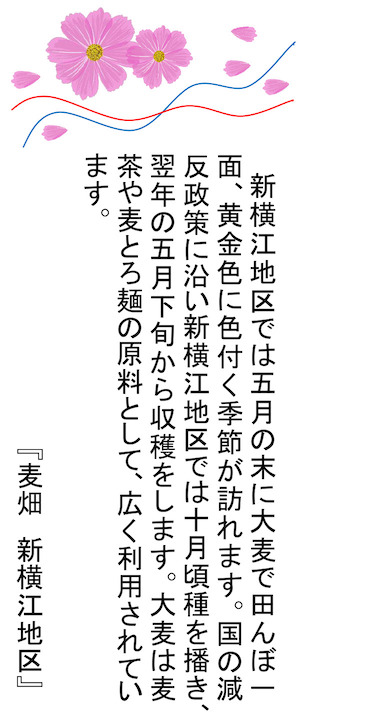 新横江地区では五月の末に大麦で田んぼ一
面、黄金色に色付く季節が訪れます。国の減
反政策に沿い新横江地区では十月頃種を播き、
翌年の五月下旬から収穫をします。大麦は麦
茶や麦とろ麺の原料として、広く利用されてい
ます。
『麦畑　新横江地区』